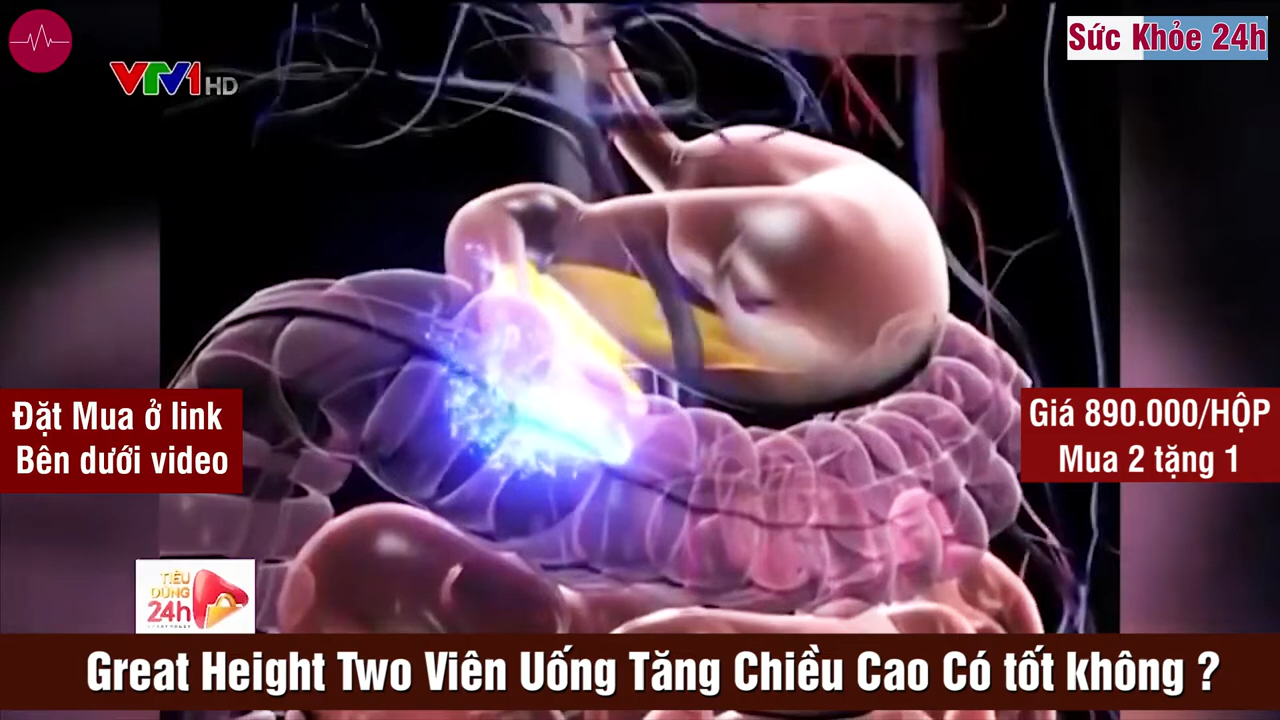 VTV1 HD
Sức Khỏe 24h
Đặt Mua ở link
Bên dưới video
Giá 890.000/HỘP
Mua 2 tặng 1
TIÊU
DÙNG
24h
Great Height Two Viên Uống Tăng Chiều Cao Có tốt không ?